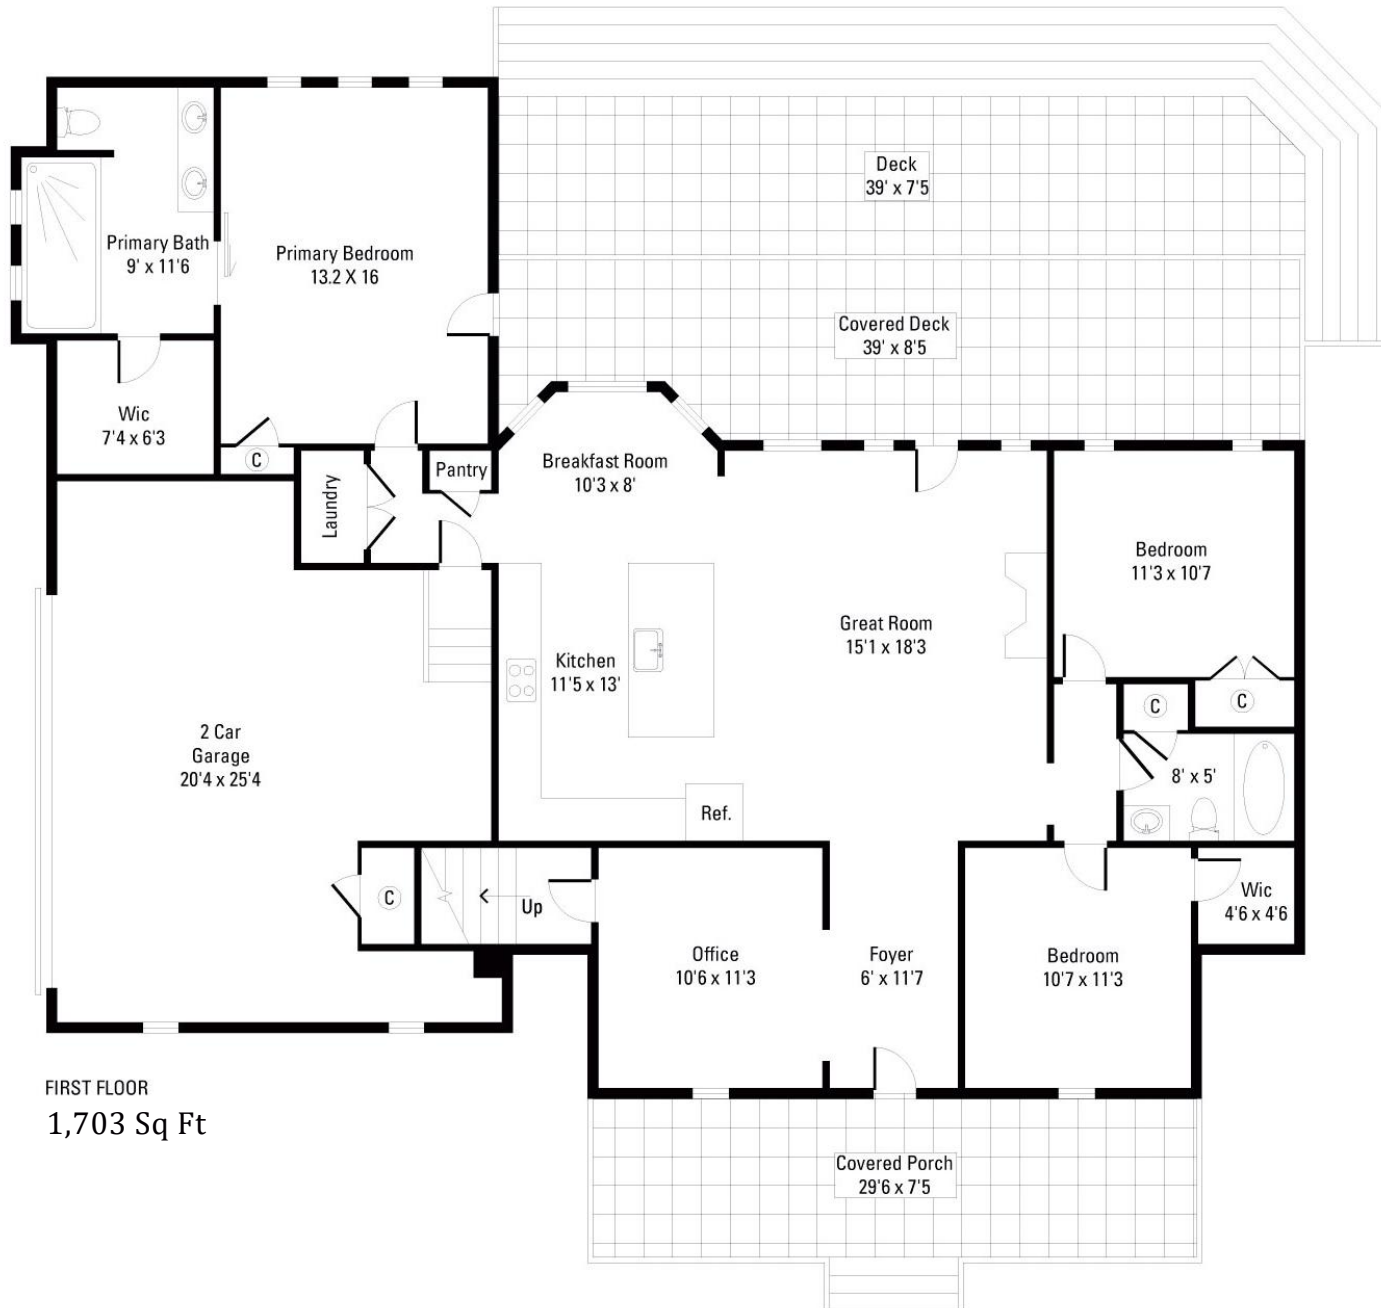 Deck
39' x 7'5
Primary Bath
9' x 11'6
Primary Bedroom
13.2 X 16
Covered Deck
39' x 8'5
Wic
7'4 x 6'3
C
Laundry
Pantry
Breakfast Room
10'3 x 8'
Bedroom
11'3 x 10'7
Great Room
15'1 x 18'3
Kitchen
11'5 x 13'
C
C
2 Car
Garage
20'4 x 25'4
8' x 5'
Ref.
C
Up
Wic
4'6 x 4'6
Office
10'6 x 11'3
Foyer
6' x 11'7
Bedroom
10'7 x 11'3
FIRST FLOOR
1,703 Sq Ft
Covered Porch
29'6 x 7'5